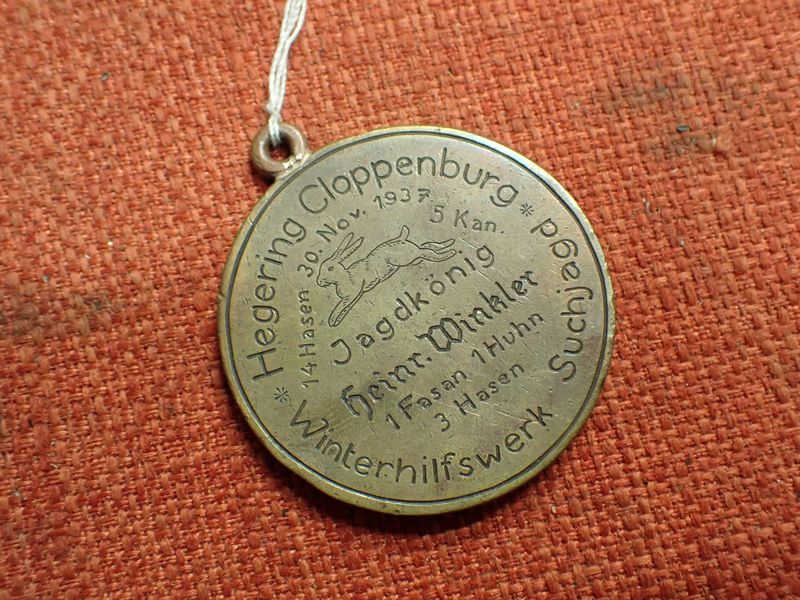 Hegering Cloppenburg *
Suchjagd
Winterhilfswerk *
14 Hasen 30. Nov. 1937
5 Kan.
Jagdkönig
Heinr. Winkler
1 Fasan 1 Huhn
3 Hasen